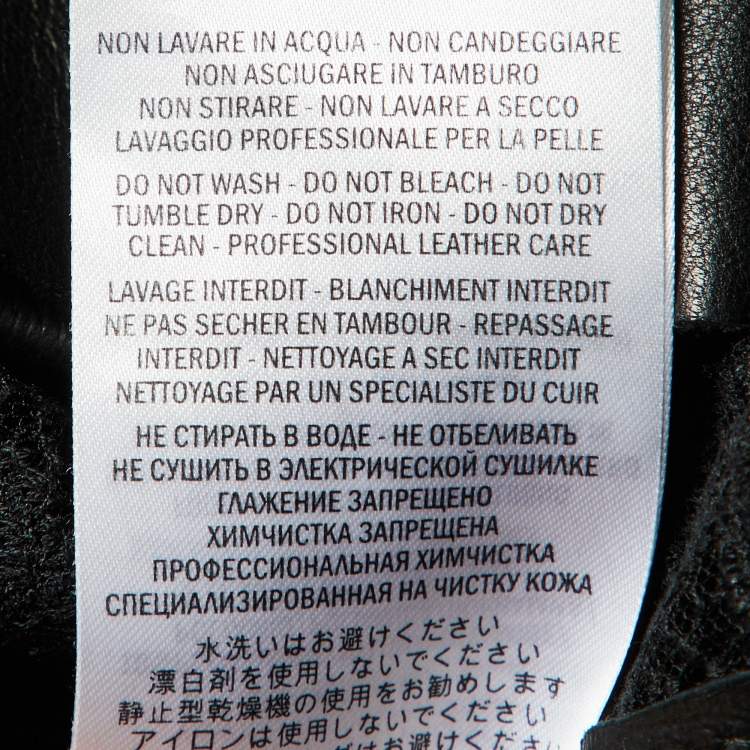 NON LAVARE IN ACQUA - NON CANDEGGIARE
NON ASCIUGARE IN TAMBURO
NON STIRARE - NON LAVARE A SECCO
LAVAGGIO PROFESSIONALE PER LA PELLE
DO NOT WASH - DO NOT BLEACH - DO NOT
TUMBLE DRY - DO NOT IRON - DO NOT DRY
CLEAN - PROFESSIONAL LEATHER CARE
LAVAGE INTERDIT - BLANCHIMENT INTERDIT
NE PAS SECHER EN TAMBOUR - REPASSAGE
INTERDIT - NETTOYAGE A SEC INTERDIT
NETTOYAGE PAR UN SPECIALISTE DU CUIR
НЕ СТИРАТЬ В ВОДЕ - НЕ ОТБЕЛИВАТЬ
НЕ СУШИТЬ В ЭЛЕКТРИЧЕСКОЙ СУШИЛКЕ
ГЛАЖЕНИЕ ЗАПРЕЩЕНО
ХИМЧИСТКА ЗАПРЕЩЕНА
ПРОФЕССИОНАЛЬНАЯ ХИМЧИСТКА
СПЕЦИАЛИЗИРОВАННАЯ НА ЧИСТКУ КОЖА
水洗いはお避けください
漂白剤を使用しないでください
静止型乾燥機の使用をお勧めします
アイロンは使用しないでください
はお避けくださ